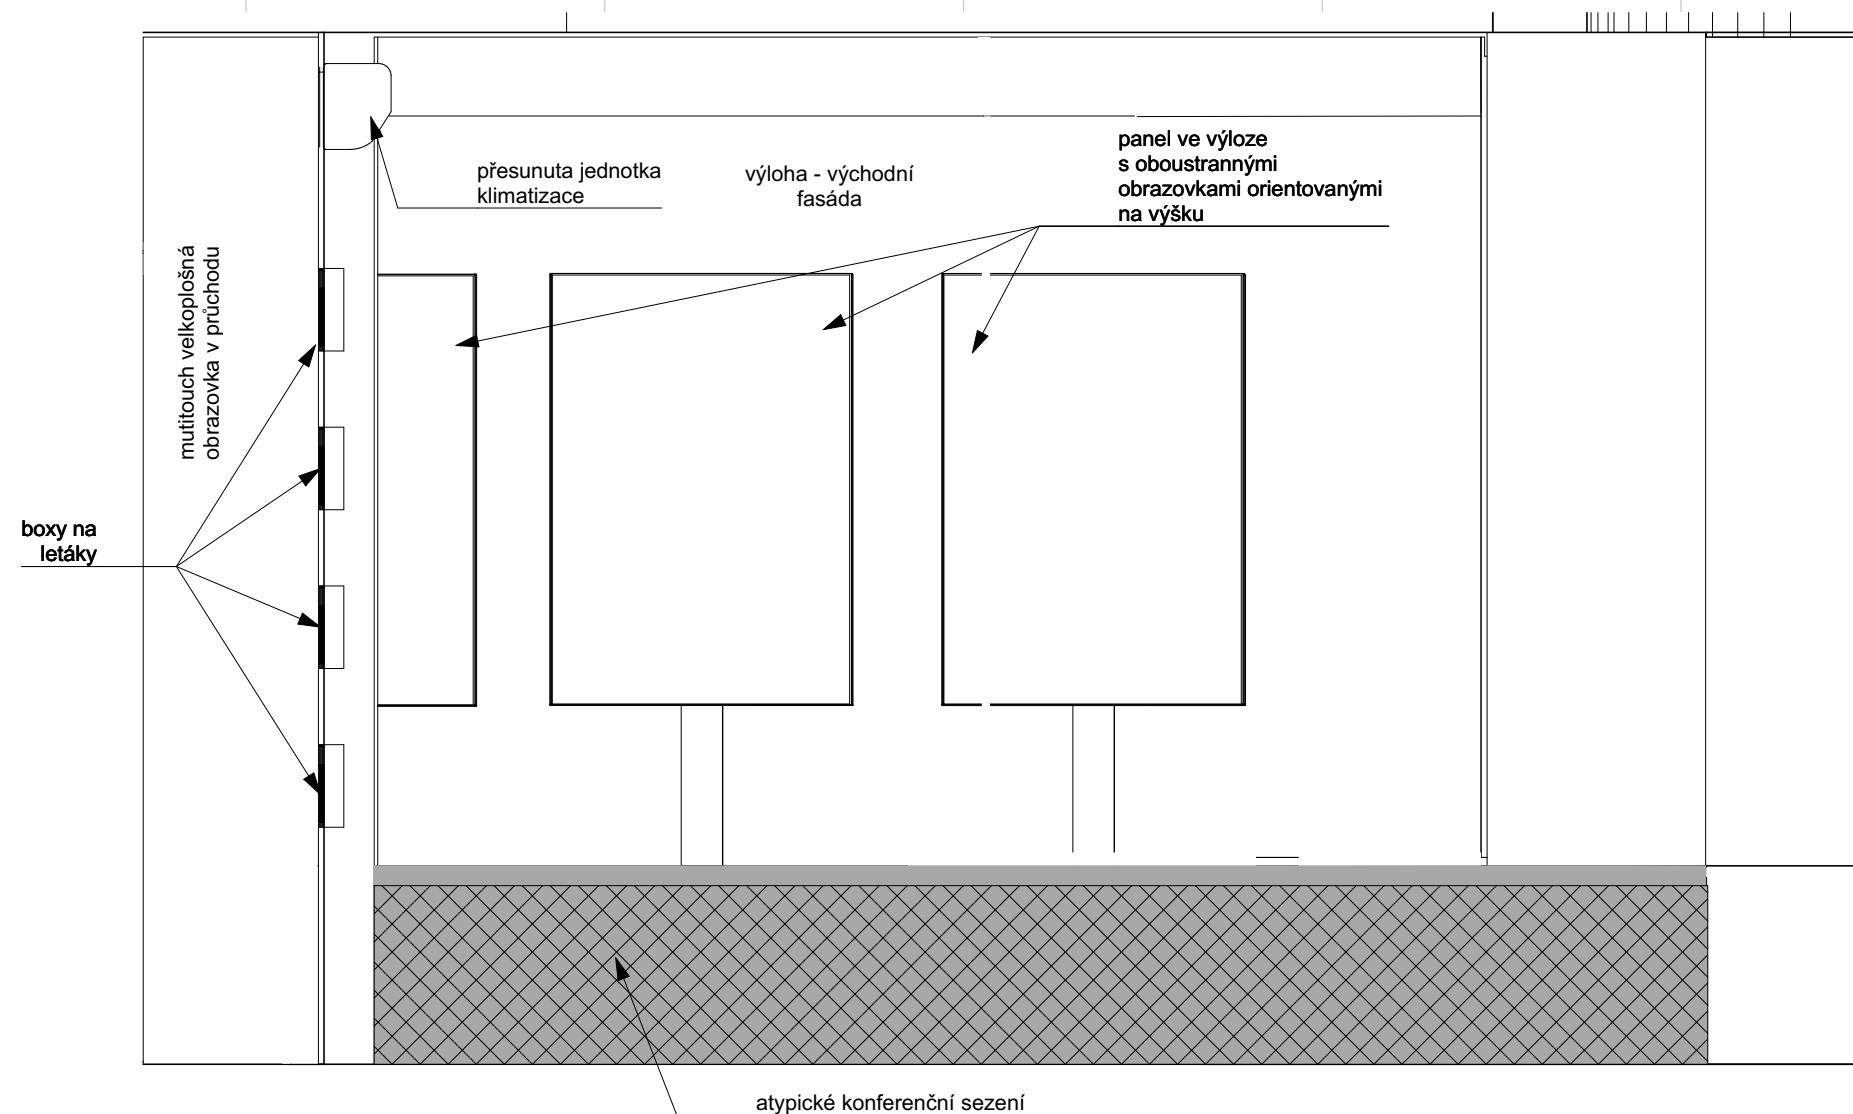 přesunuta jednotka
klimatizace
výloha - východní
fasáda
panel ve výloze
s oboustrannými
obrazovkami orientovanými
na výšku
mutitouch velkoplošná
obrazovka v průchodu
boxy na
letáky
atypické konferenční sezení